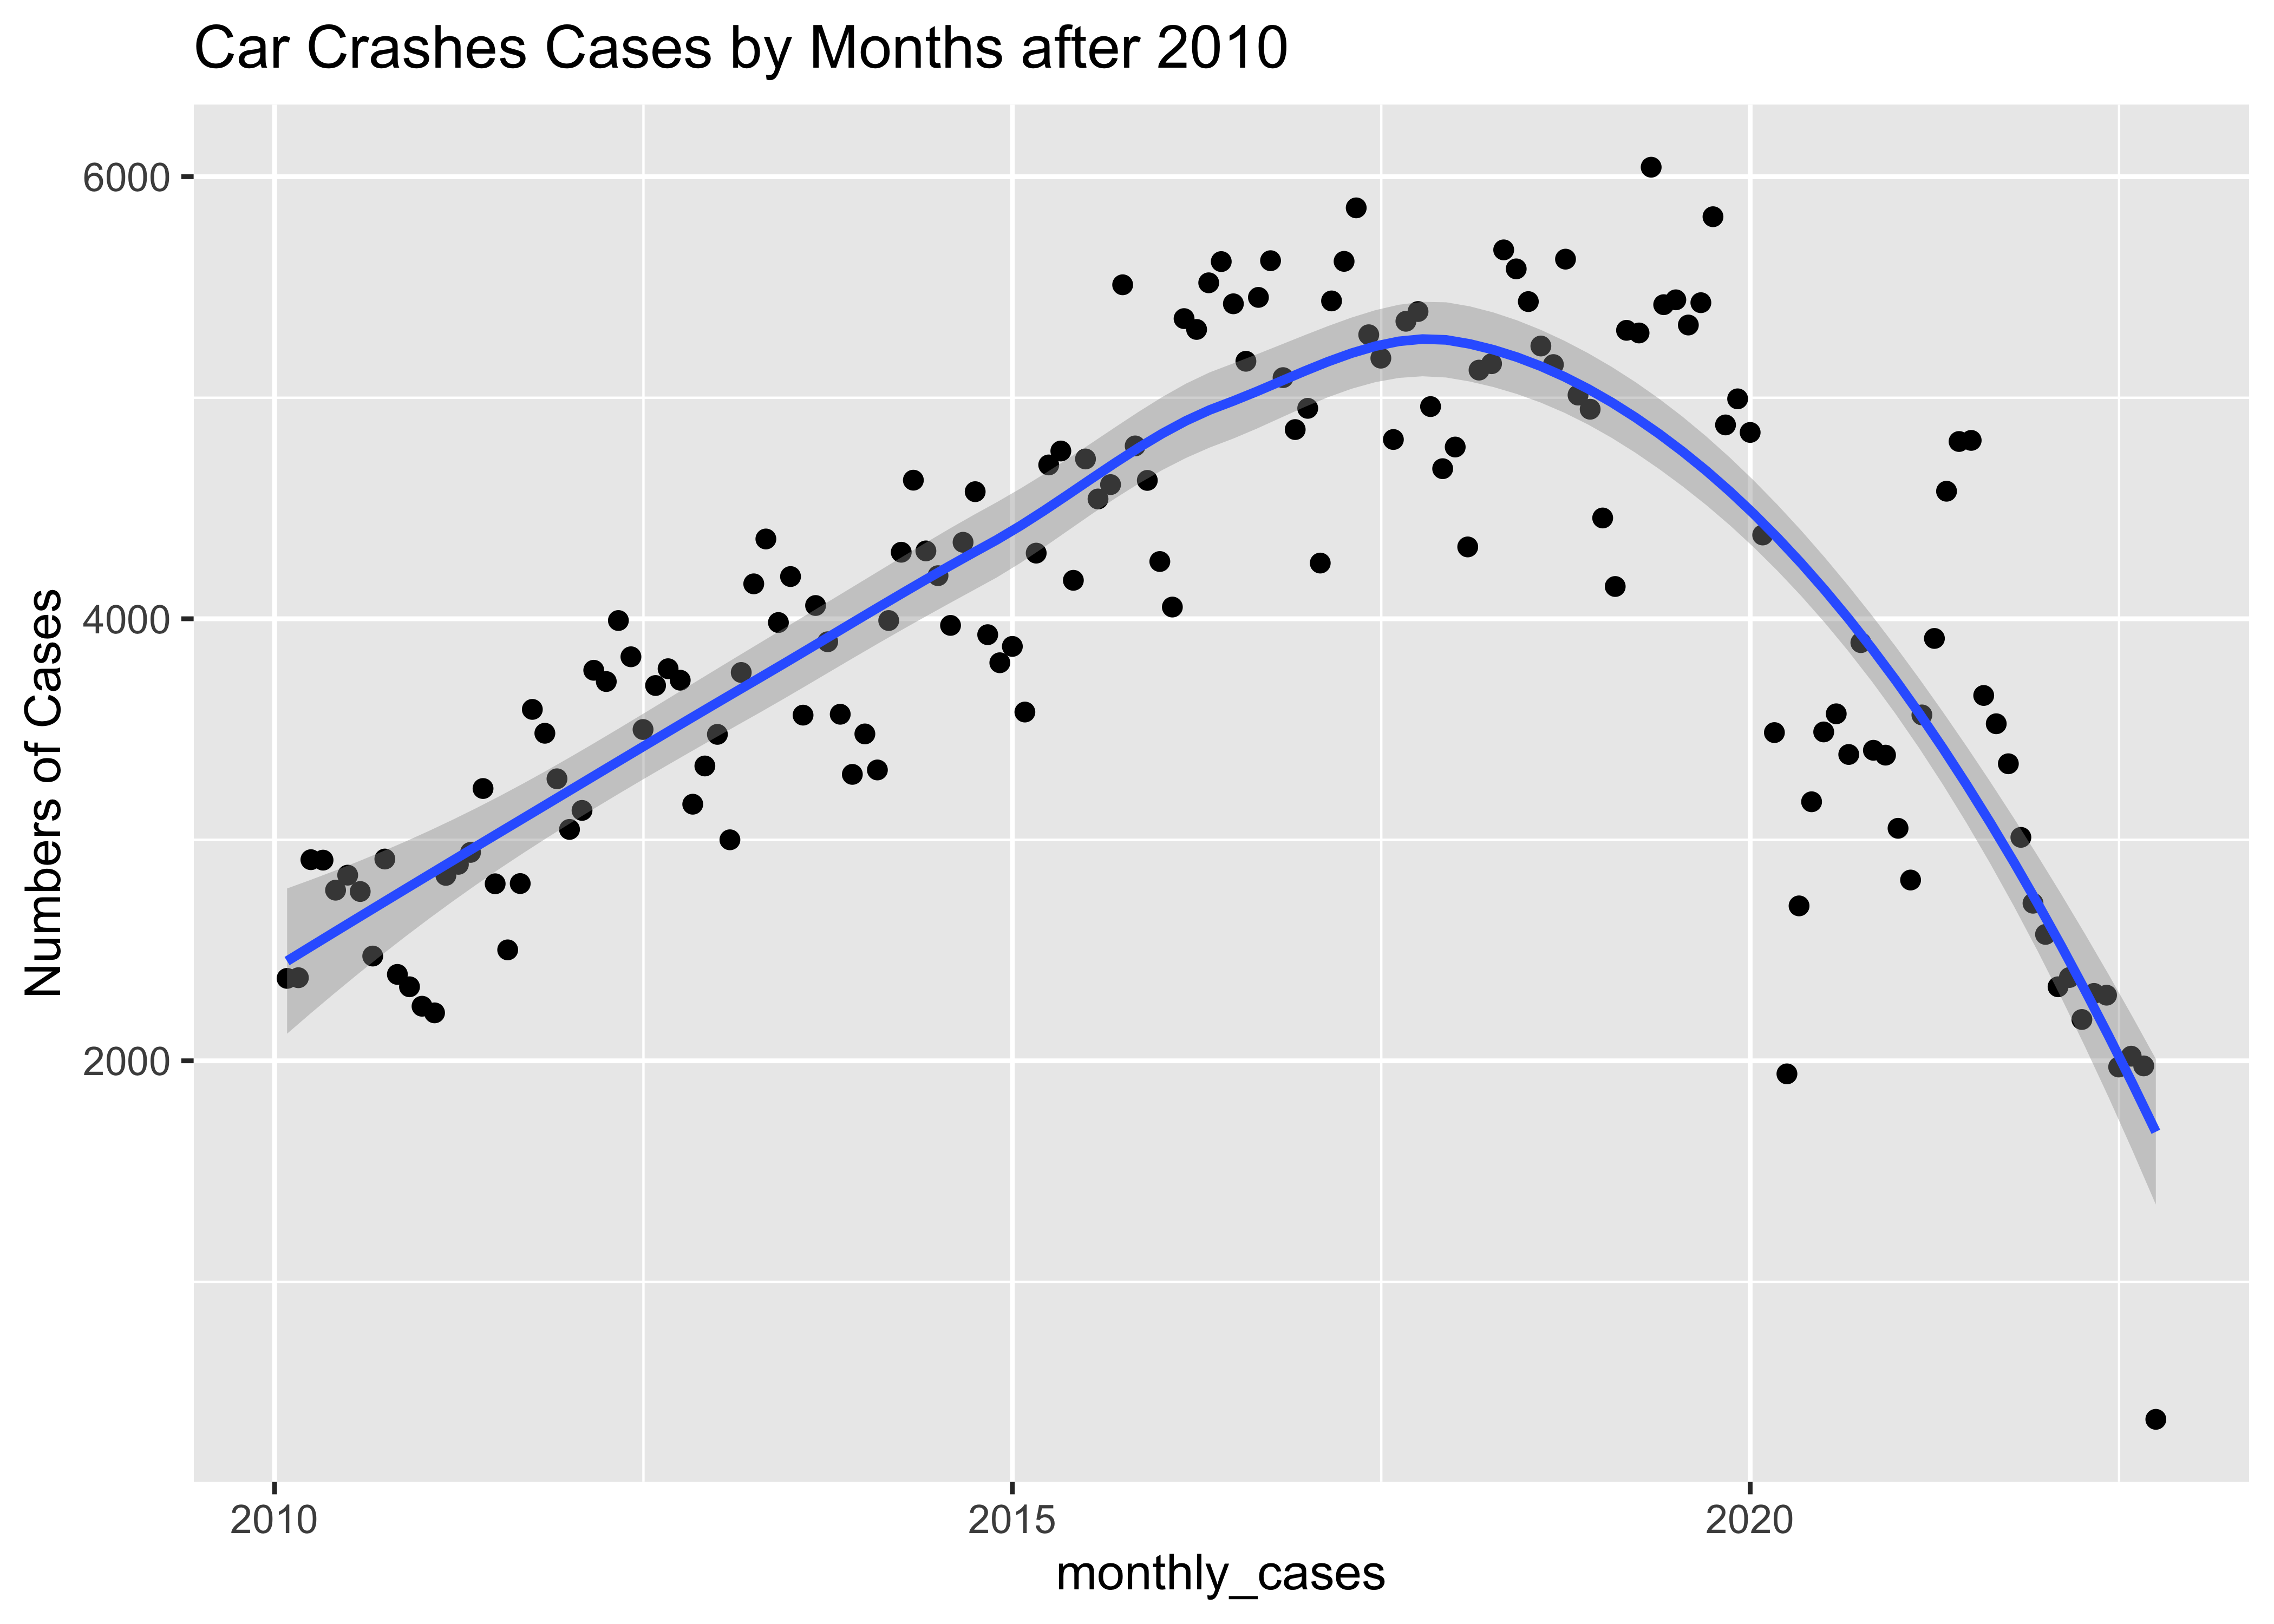 Car Crashes Cases by Months after 2010
6000
4000
2000
Numbers of Cases
2010
2015
2020
monthly_cases